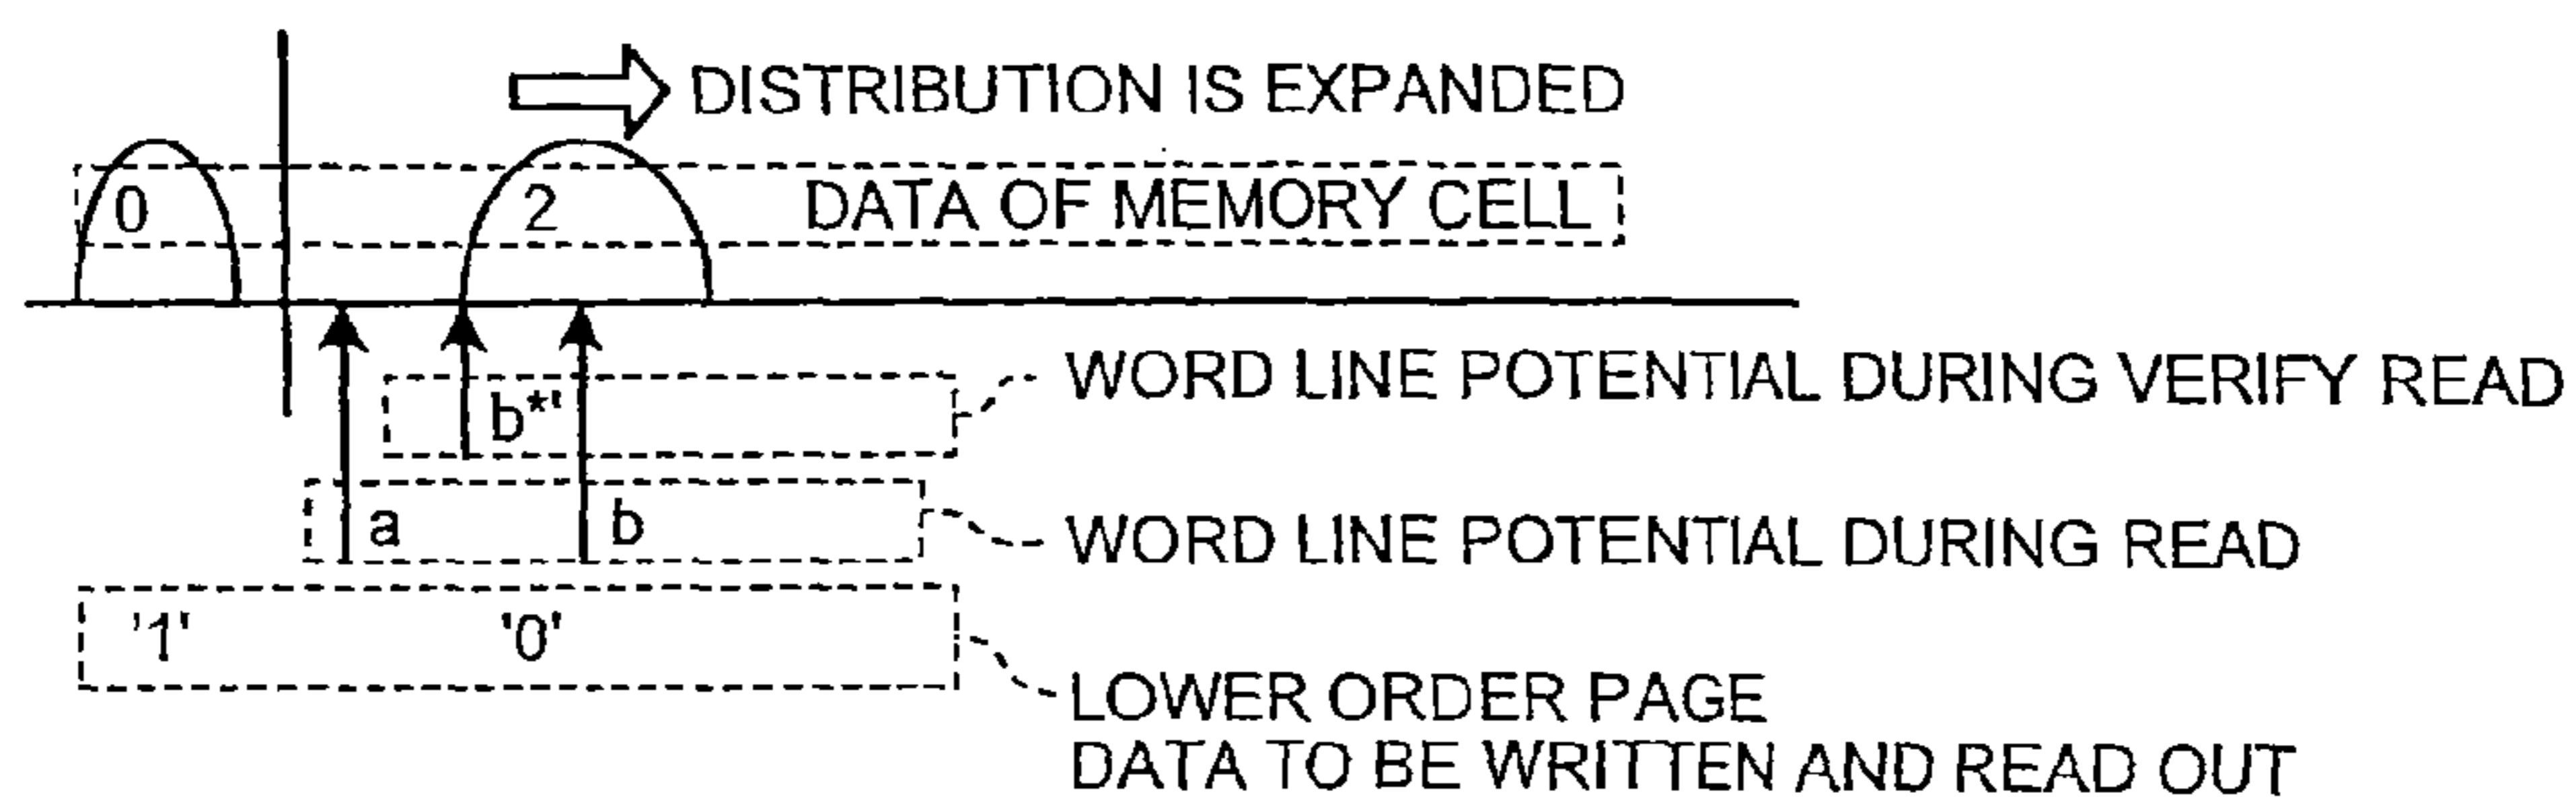 DISTRIBUTION IS EXPANDED
0 2 DATA OF MEMORY CELL
WORD LINE POTENTIAL DURING VERIFY READ
b*'
a b
WORD LINE POTENTIAL DURING READ
'1' '0'
LOWER ORDER PAGE
DATA TO BE WRITTEN AND READ OUT